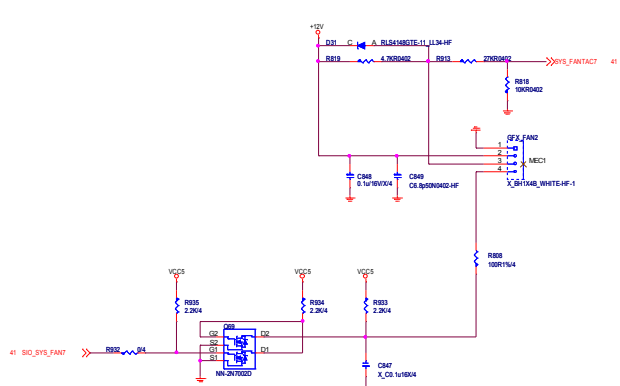 +12V
D31 C A RLS4148GTE-11_LL34-HF
R819 4.7KR0402 R913 27KR0402 SYS_FANTAC7 41
R818
10KR0402
GFX_FAN2
1
2
3
4
MEC1
X_BH1X4B_WHITE-HF-1
C848
0.1u/16V/X/4
C849
C6.8p50N0402-HF
R808
100R1%/4
VCC5 VCC5 VCC5
R935
2.2K/4
R934
2.2K/4
R933
2.2K/4
Q69
G2 D2
S2
G1 D1
S1
NN-2N7002D
41 SIO_SYS_FAN7 R932 0/4
C847
X_C0.1u16X/4